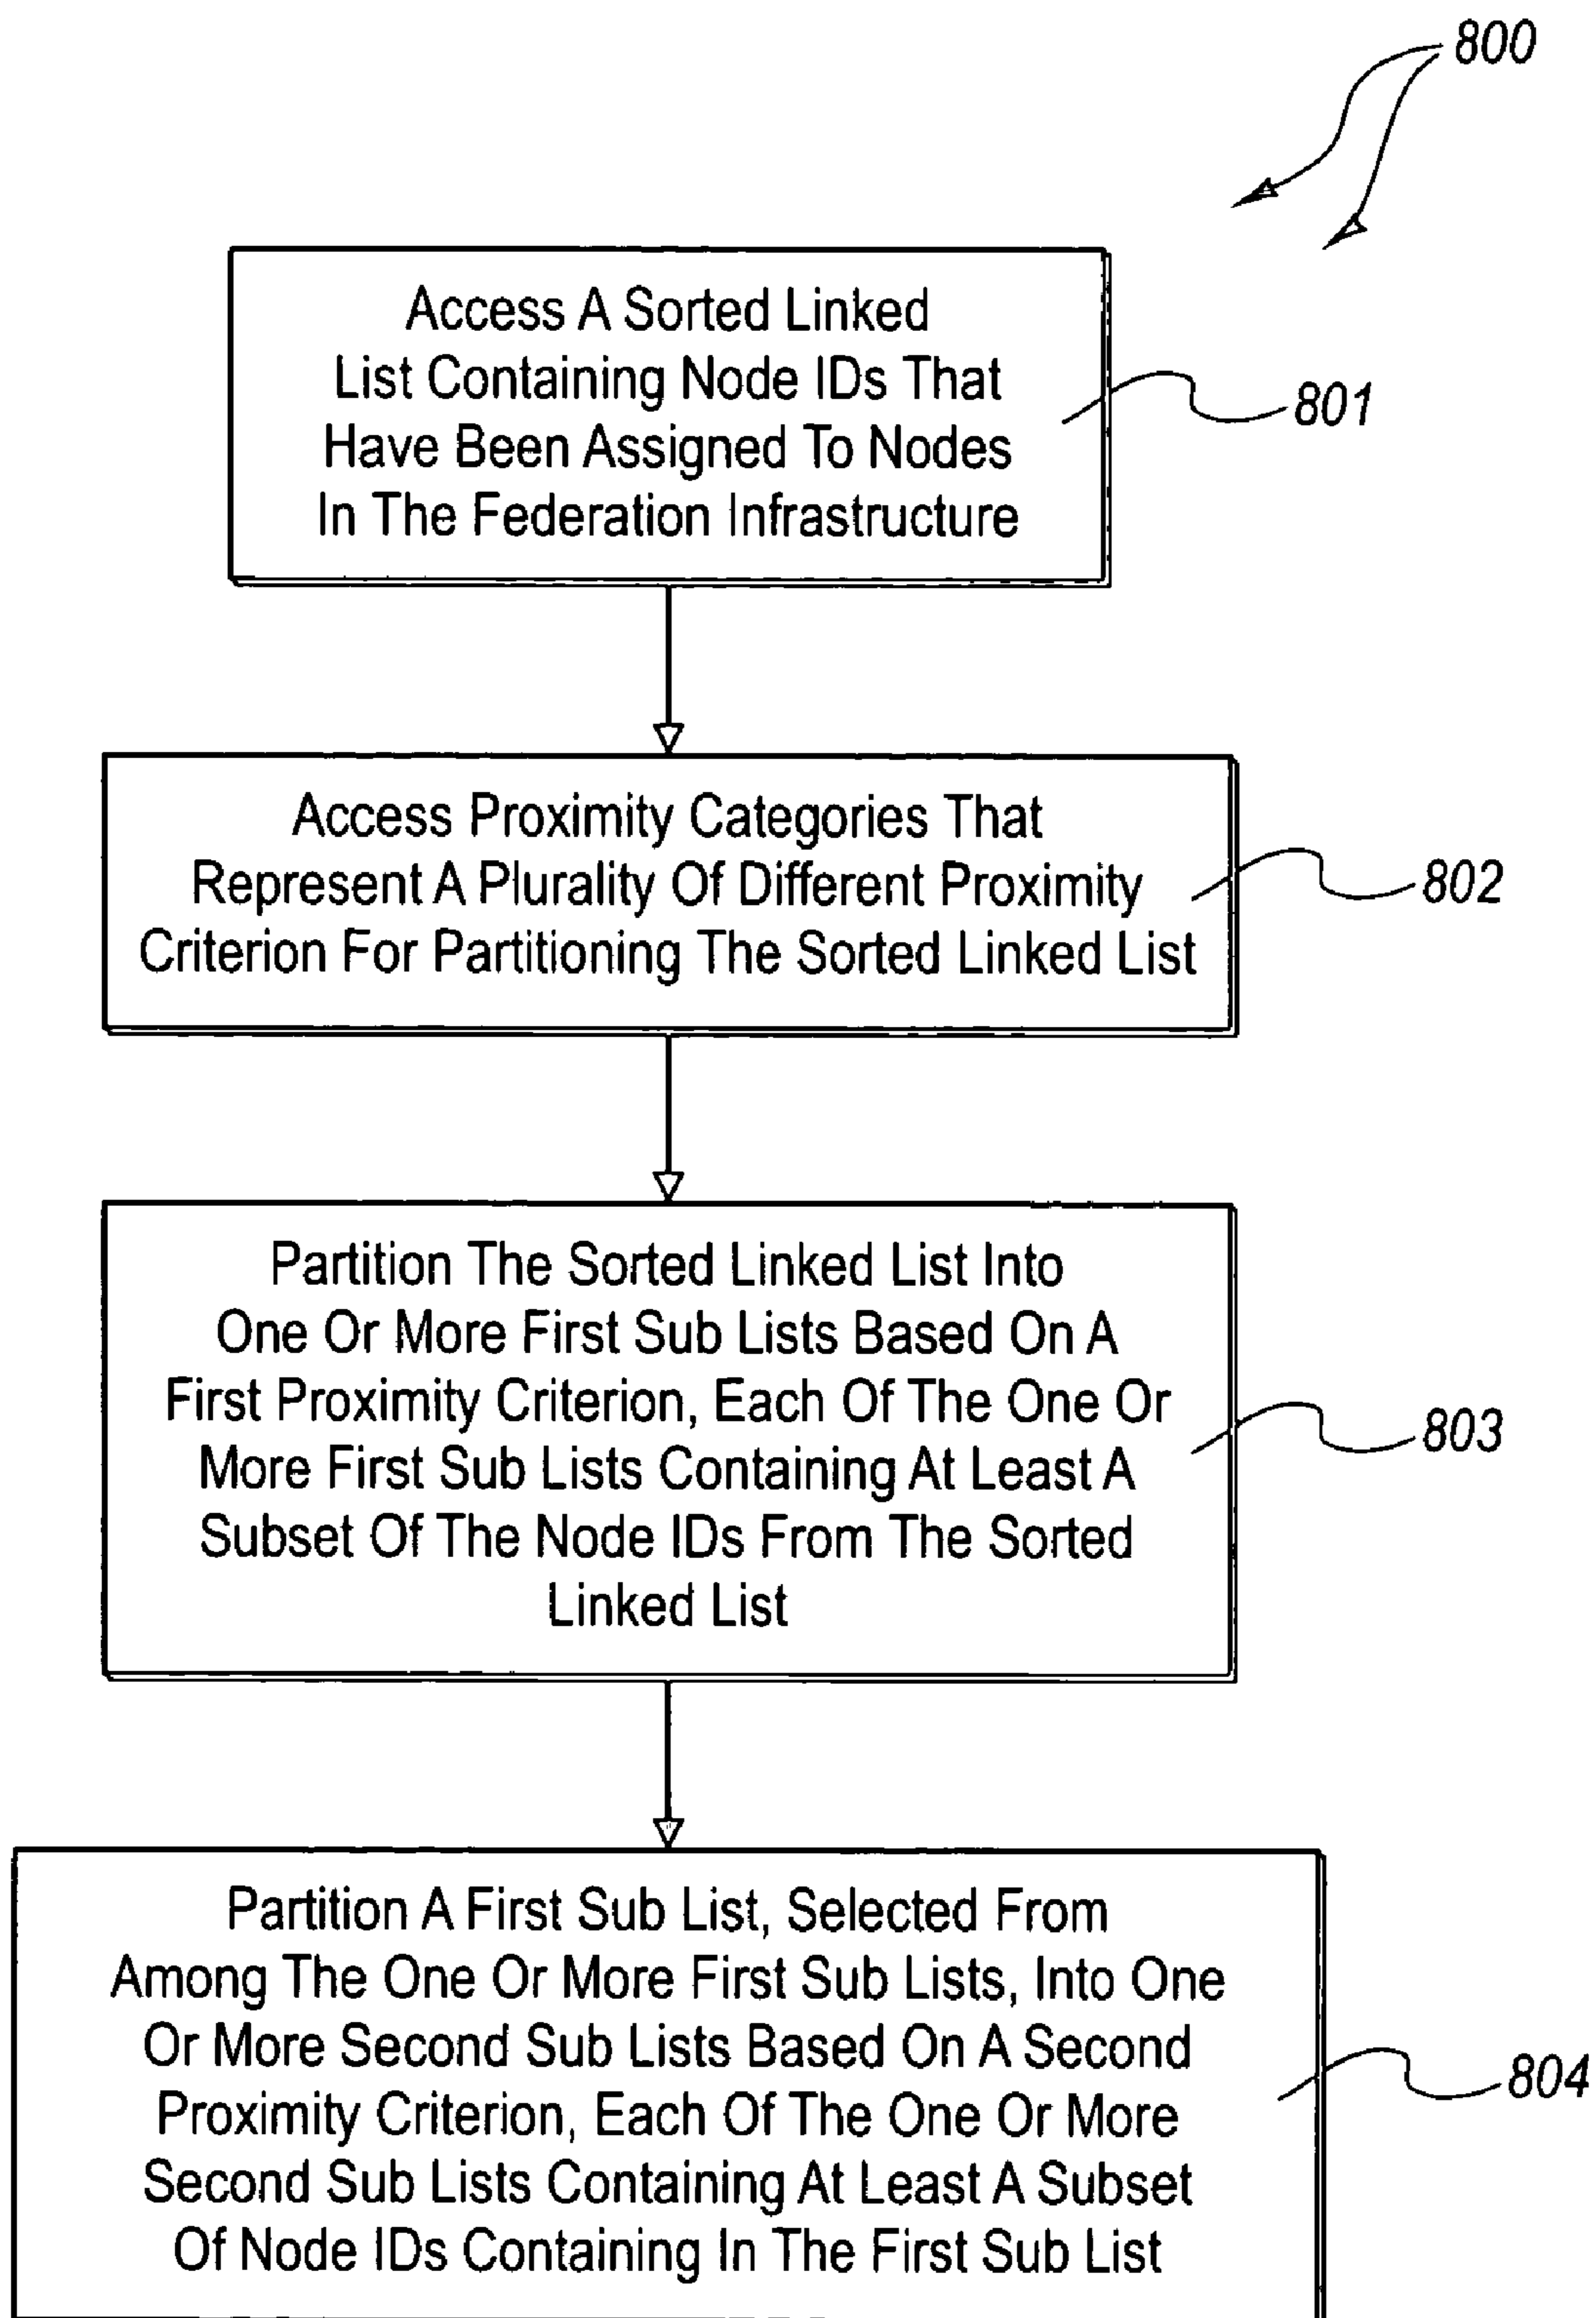 800
Access A Sorted Linked
List Containing Node IDs That
Have Been Assigned To Nodes
In The Federation Infrastructure
801
Access Proximity Categories That
Represent A Plurality Of Different Proximity
Criterion For Partitioning The Sorted Linked List
802
Partition The Sorted Linked List Into
One Or More First Sub Lists Based On A
First Proximity Criterion, Each Of The One Or
More First Sub Lists Containing At Least A
Subset Of The Node IDs From The Sorted
Linked List
803
Partition A First Sub List, Selected From
Among The One Or More First Sub Lists, Into One
Or More Second Sub Lists Based On A Second
Proximity Criterion, Each Of The One Or More
Second Sub Lists Containing At Least A Subset
Of Node IDs Containing In The First Sub List
804